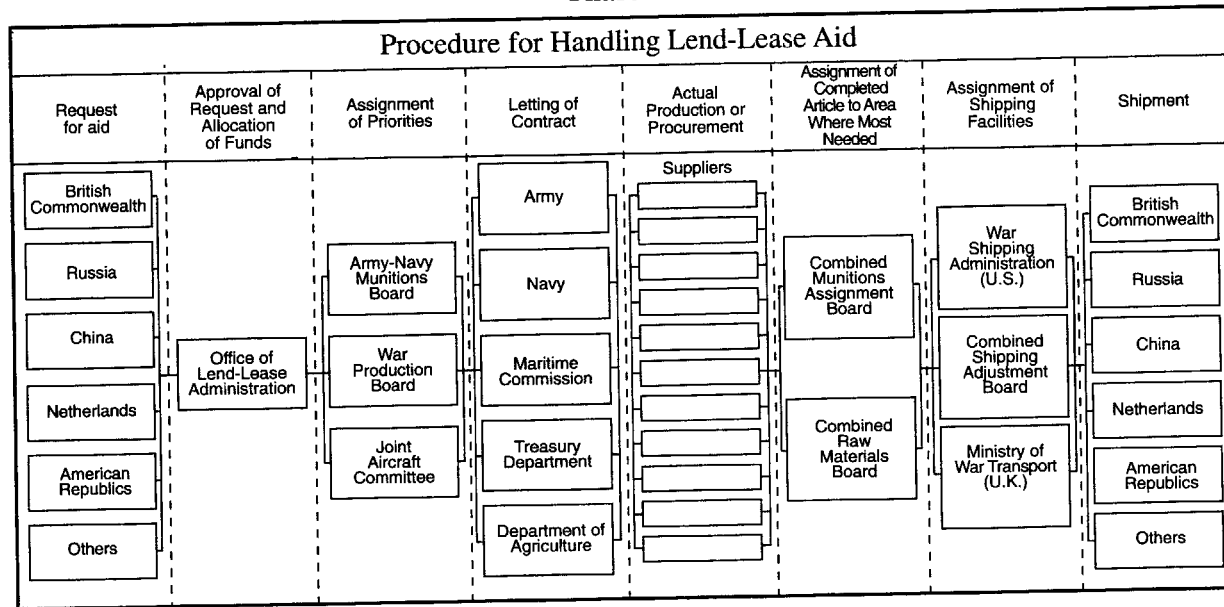 Procedure for Handling Lend-Lease Aid
Request
for aid
Approval of
Request and
Allocation
of Funds
Assignment
of Priorities
Letting of
Contract
Actual
Production or
Procurement
Assignment of
Completed
Article to Area
Where Most
Needed
Assignment of
Shipping
Facilities
Shipment
British
Commonwealth
Russia
China
Netherlands
American
Republics
Others
Office of
Lend-Lease
Administration
Army-Navy
Munitions
Board
War
Production
Board
Joint
Aircraft
Committee
Army
Navy
Maritime
Commission
Treasury
Department
Department of
Agriculture
Suppliers
Combined
Munitions
Assignment
Board
Combined
Raw
Materials
Board
War
Shipping
Administration
(U.S.)
Combined
Shipping
Adjustment
Board
Ministry of
War Transport
(U.K.)
British
Commonwealth
Russia
China
Netherlands
American
Republics
Others